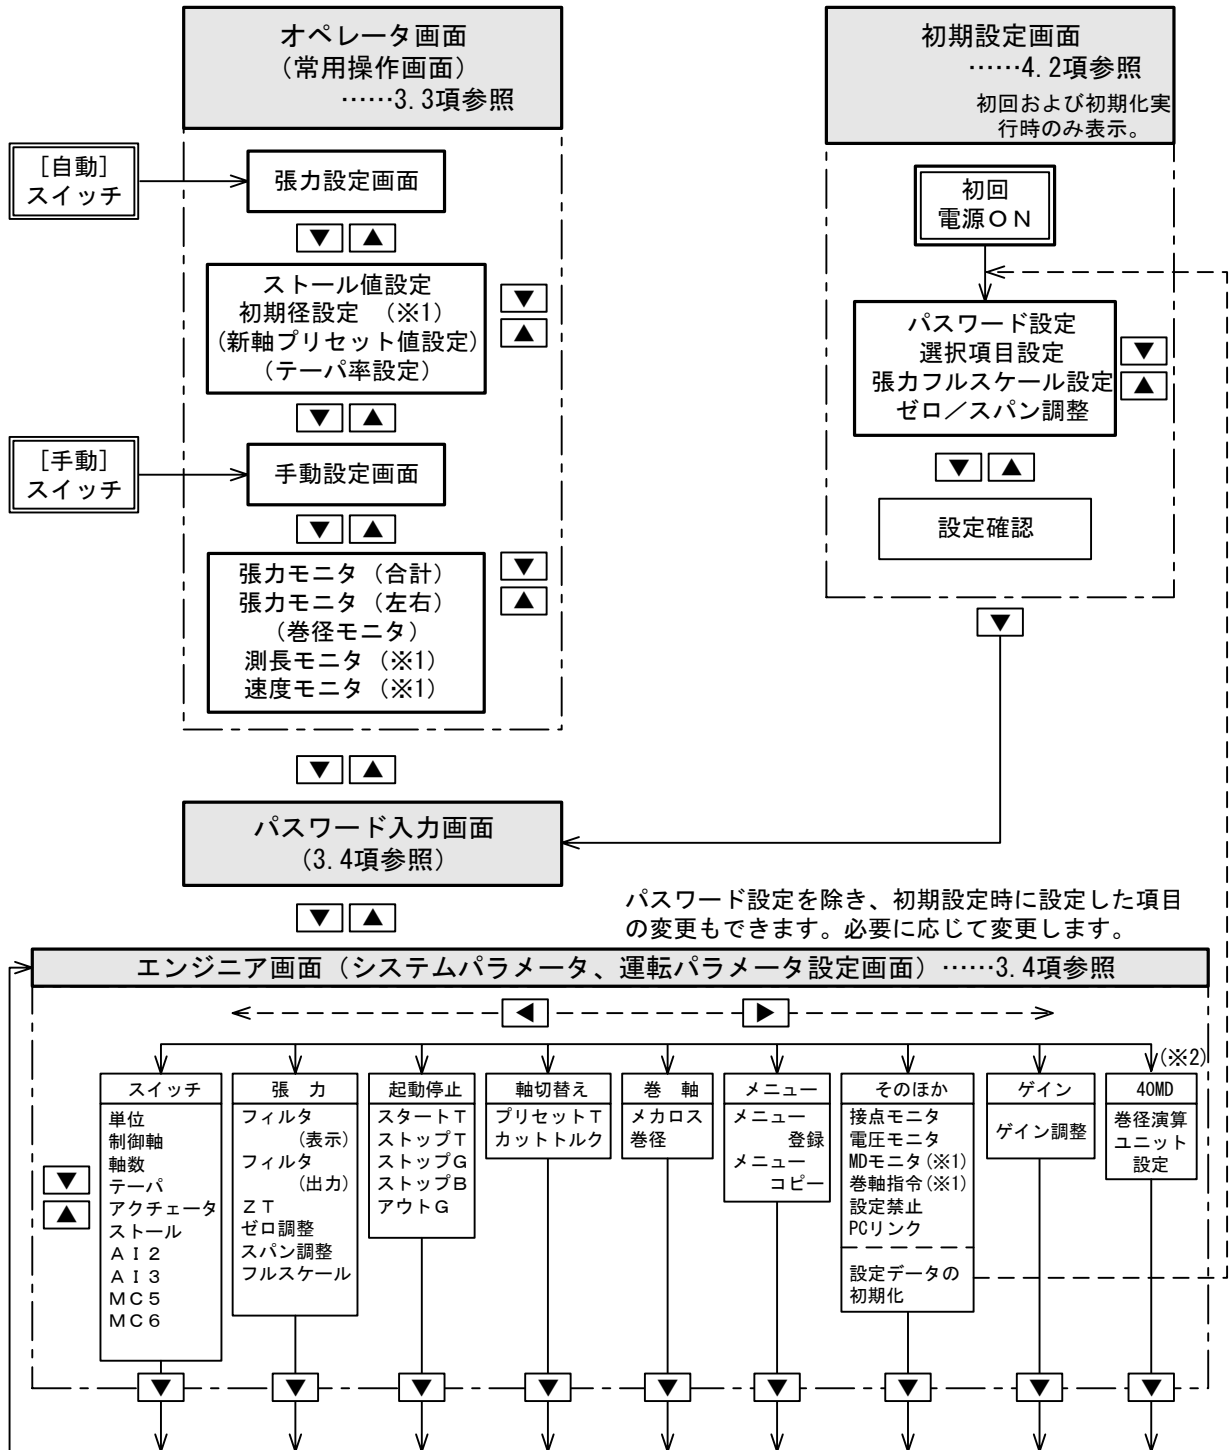 オペレータ画面
(常用操作画面)
……3.3項参照
[自動]
スイッチ
張力設定画面
▼ ▲
ストール値設定
初期径設定 (※1)
(新軸プリセット値設定)
(テーパ率設定)
▼
▲
▼ ▲
[手動]
スイッチ
手動設定画面
▼ ▲
張力モニタ (合計)
張力モニタ (左右)
(巻径モニタ)
測長モニタ (※1)
速度モニタ (※1)
▼
▲
▼ ▲
初期設定画面
……4.2項参照
初回および初期化実
行時のみ表示。
初回
電源ON
パスワード設定
選択項目設定
張力フルスケール設定
ゼロ/スパン調整
▼
▲
▼ ▲
設定確認
▼
パスワード入力画面
(3.4項参照)
▼ ▲
パスワード設定を除き、初期設定時に設定した項目
の変更もできます。必要に応じて変更します。
エンジニア画面 (システムパラメータ、運転パラメータ設定画面) ……3.4項参照
◀ ▶
▼
▲
スイッチ
単位
制御軸
軸数
テーパ
アクチェータ
ストール
AI2
AI3
MC5
MC6
張 力
フィルタ
(表示)
フィルタ
(出力)
ZT
ゼロ調整
スパン調整
フルスケール
起動停止
スタートT
ストップT
ストップG
ストップB
アウトG
軸切替え
プリセットT
カットトルク
巻 軸
メカロス
巻径
メニュー
メニュー
登録
メニュー
コピー
そのほか
接点モニタ
電圧モニタ
MDモニタ(※1)
巻軸指令(※1)
設定禁止
PCリンク
設定データの
初期化
ゲイン
ゲイン調整
(※2)
40MD
巻径演算
ユニット
設定
▼ ▼ ▼ ▼ ▼ ▼ ▼ ▼ ▼